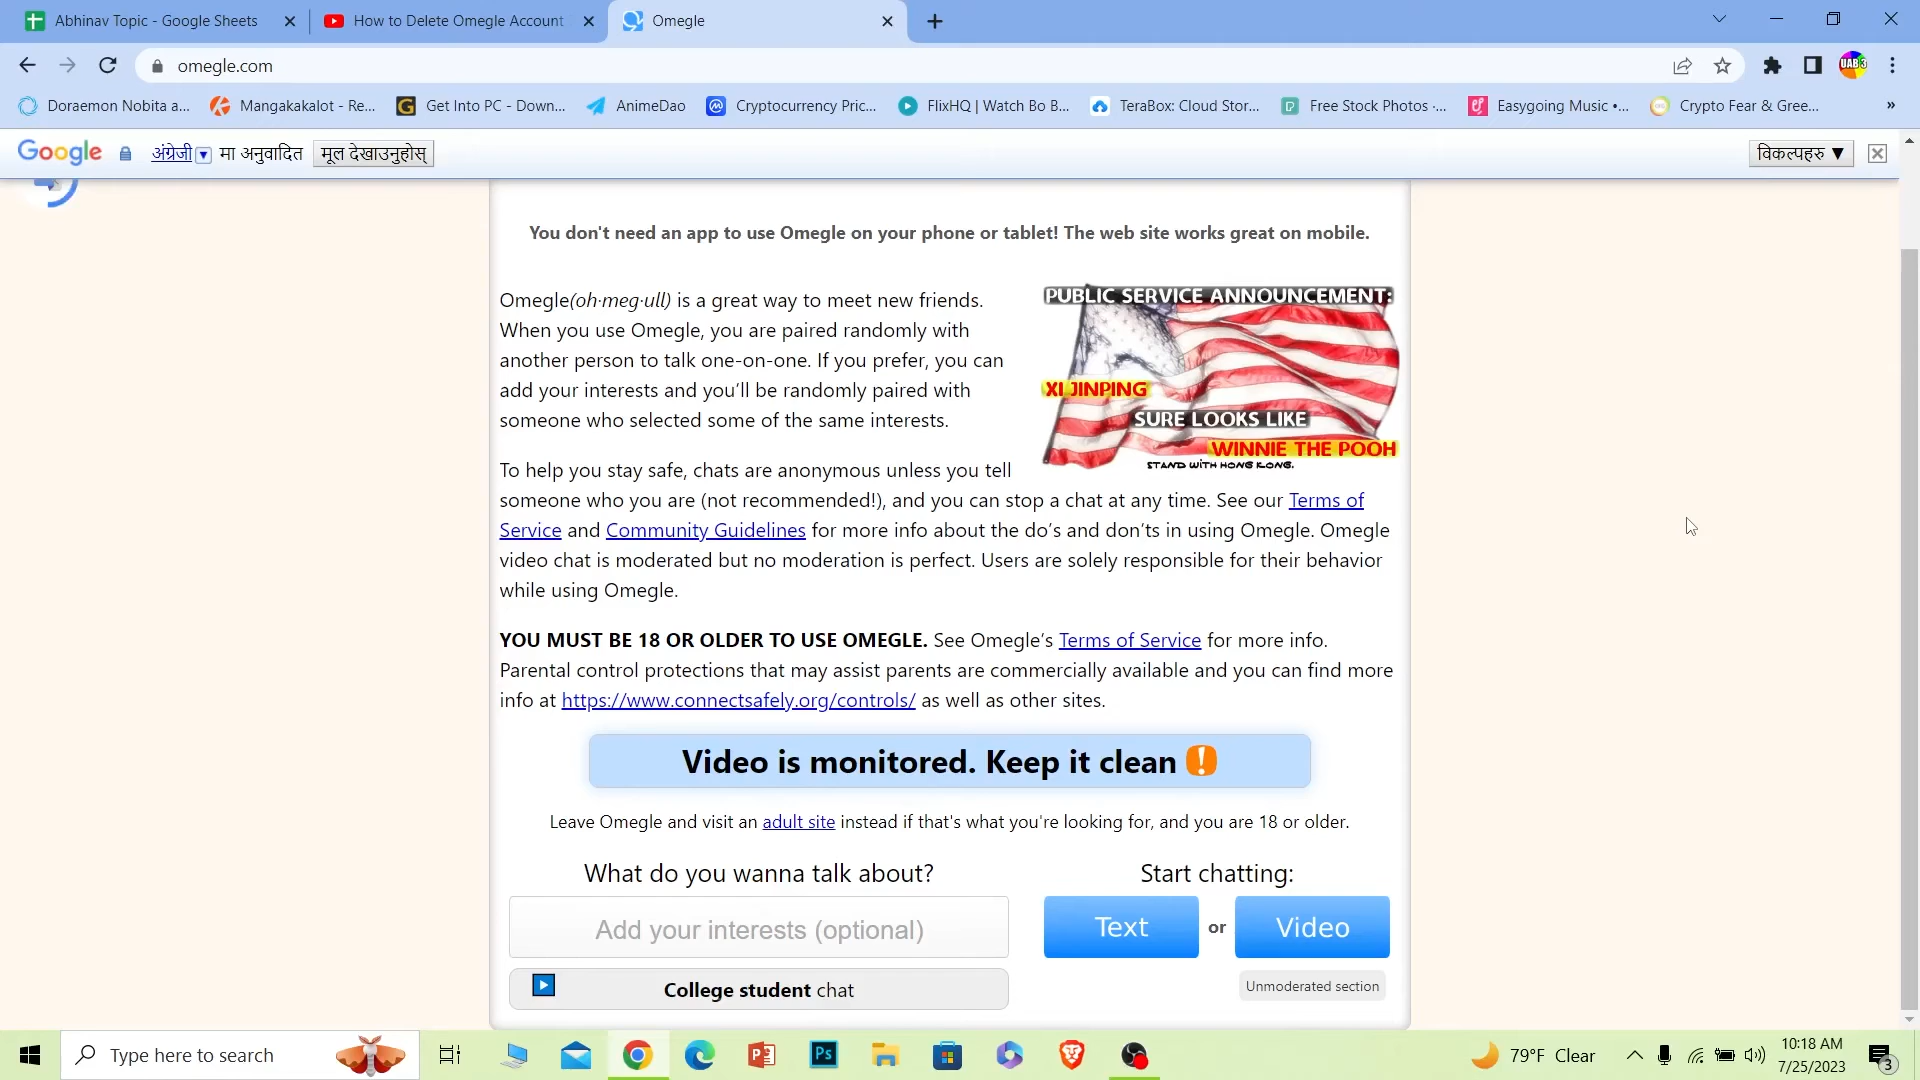 Abhinav Topic - Google Sheets
How to Delete Omegle Account
Omegle
omegle.com
UAB 3
Doraemon Nobita a...
Mangakakalot - Re...
Get Into PC - Down...
AnimeDao
Cryptocurrency Pric...
FlixHQ | Watch Bo B...
TeraBox: Cloud Stor...
Free Stock Photos ·...
Easygoing Music •...
Crypto Fear & Gree...
»
Google अंग्रेजी ▼ मा अनुवादित मूल देखाउनुहोस्
विकल्पहरु ▼
You don't need an app to use Omegle on your phone or tablet! The web site works great on mobile.
Omegle(oh·meg·ull) is a great way to meet new friends.
When you use Omegle, you are paired randomly with
another person to talk one-on-one. If you prefer, you can
add your interests and you’ll be randomly paired with
someone who selected some of the same interests.
PUBLIC SERVICE ANNOUNCEMENT:
XI JINPING
SURE LOOKS LIKE
WINNIE THE POOH
STAND WITH HONG KONG.
To help you stay safe, chats are anonymous unless you tell
someone who you are (not recommended!), and you can stop a chat at any time. See our Terms of
Service and Community Guidelines for more info about the do’s and don’ts in using Omegle. Omegle
video chat is moderated but no moderation is perfect. Users are solely responsible for their behavior
while using Omegle.
YOU MUST BE 18 OR OLDER TO USE OMEGLE. See Omegle’s Terms of Service for more info.
Parental control protections that may assist parents are commercially available and you can find more
info at https://www.connectsafely.org/controls/ as well as other sites.
Video is monitored. Keep it clean !
Leave Omegle and visit an adult site instead if that's what you're looking for, and you are 18 or older.
What do you wanna talk about?
Start chatting:
Add your interests (optional)
Text or Video
College student chat
Unmoderated section
Type here to search
Ps
79°F Clear
10:18 AM
7/25/2023
3